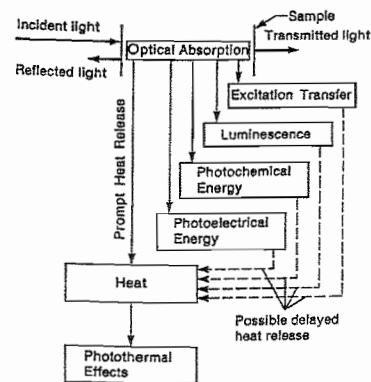 Sample
Incident light
Transmitted light
Optical Absorption
Reflected light
Excitation Transfer
Luminescence
Prompt Heat Release
Photochemical
Energy
Photoelectrical
Energy
Heat
Possible delayed
heat release
Photothermal
Effects